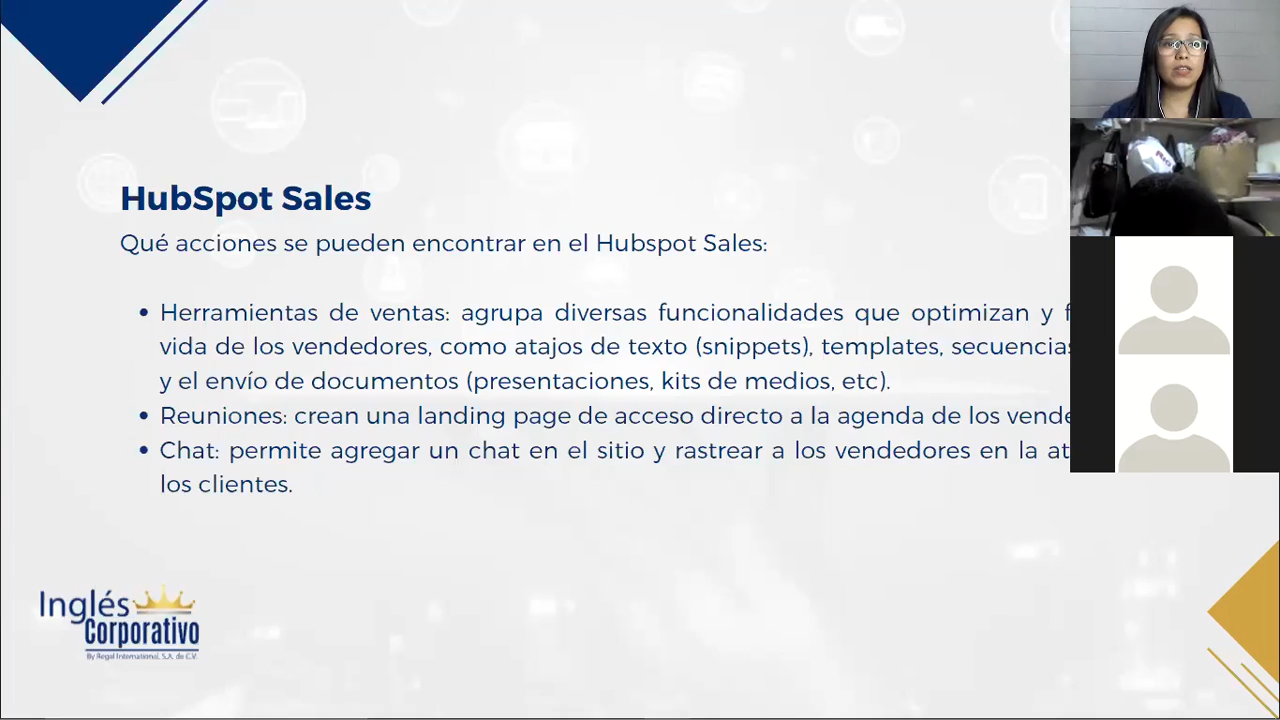 HubSpot Sales
Qué acciones se pueden encontrar en el Hubspot Sales:
• Herramientas de ventas: agrupa diversas funcionalidades que optimizan y
vida de los vendedores, como atajos de texto (snippets), templates, secuencias
y el envío de documentos (presentaciones, kits de medios, etc).
• Reuniones: crean una landing page de acceso directo a la agenda de los
• Chat: permite agregar un chat en el sitio y rastrear a los vendedores en la
los clientes.
Inglés
Corporativo
By Regal International, S.A. de C.V.